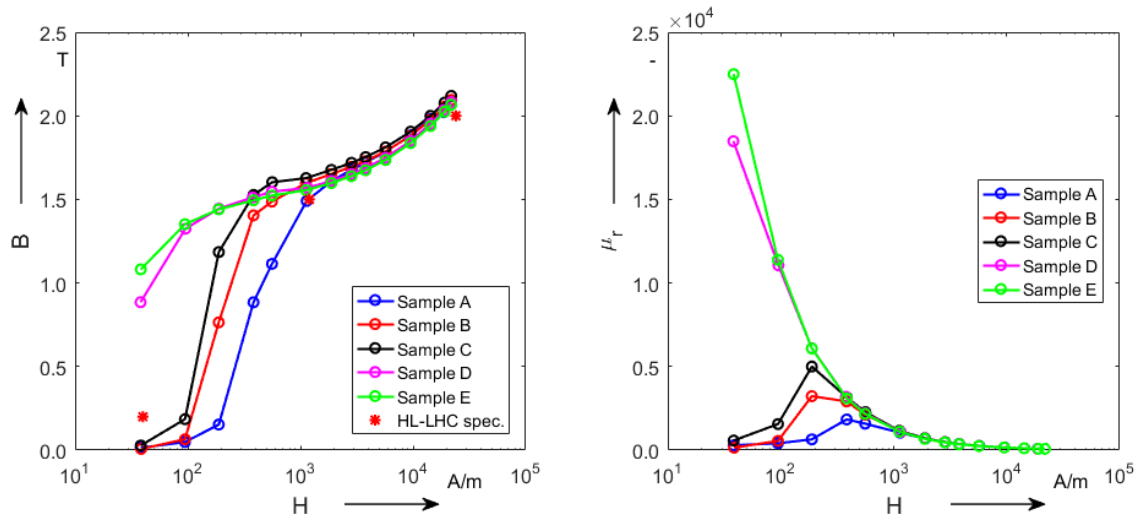 2.5
T
2.0
1.5
1.0
0.5
0.0
B
10¹
10²
10³
10⁴
10⁵
A/m
H
Sample A
Sample B
Sample C
Sample D
Sample E
HL-LHC spec.
×10⁴
2.5
-
2.0
1.5
1.0
0.5
0.0
μᵣ
10¹
10²
10³
10⁴
10⁵
A/m
H
Sample A
Sample B
Sample C
Sample D
Sample E